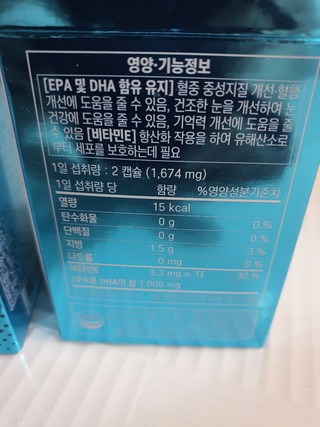 영양·기능정보
[EPA 및 DHA 함유 유지] 혈중 중성지질 개선·혈행
개선에 도움을 줄 수 있음, 건조한 눈을 개선하여 눈
건강에 도움을 줄 수 있음, 기억력 개선에 도움을 줄
수 있음 [비타민E] 항산화 작용을 하여 유해산소로
부터 세포를 보호하는데 필요
1일 섭취량 : 2 캡슐 (1,674 mg)
1일 섭취량 당 함량 %영양성분기준치
열량 15 kcal
탄수화물 0 g 0 %
단백질 0 g 0 %
지방 1.5 g 3 %
나트륨 0 mg 0 %
비타민E 3.3 mg α-TE 30 %
EPA와 DHA의 합 1,000 mg